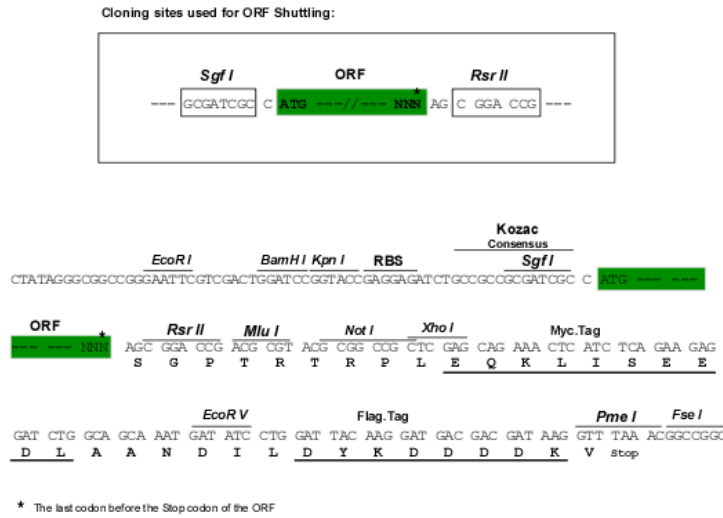 Cloning sites used for ORF Shuttling:
Sgf I ORF Rsr II
*
--- GCGATCGC C ATG ---//--- NNN AG C GGA CCG ---
Kozac
Consensus
EcoR I BamH I Kpn I RBS Sgf I
CTATAGGGCGGCCGGGAATTCGTCGACTGGATCCGGTACCGAGGAGATCTGCCGCCGCGATCGC C ATG --- ---
ORF * Rsr II Mlu I Not I Xho I Myc.Tag
--- --- NNN AGC GGA CCG ACG CGT ACG CGG CCG CTC GAG CAG AAA CTC ATC TCA GAA GAG
S G P T R T R P L E Q K L I S E E
EcoR V Flag.Tag Pme I Fse I
GAT CTG GCA GCA AAT GAT ATC CTG GAT TAC AAG GAT GAC GAC GAT AAG GTT TAA ACGGCCGGC
D L A A N D I L D Y K D D D D K V Stop
* The last codon before the Stop codon of the ORF